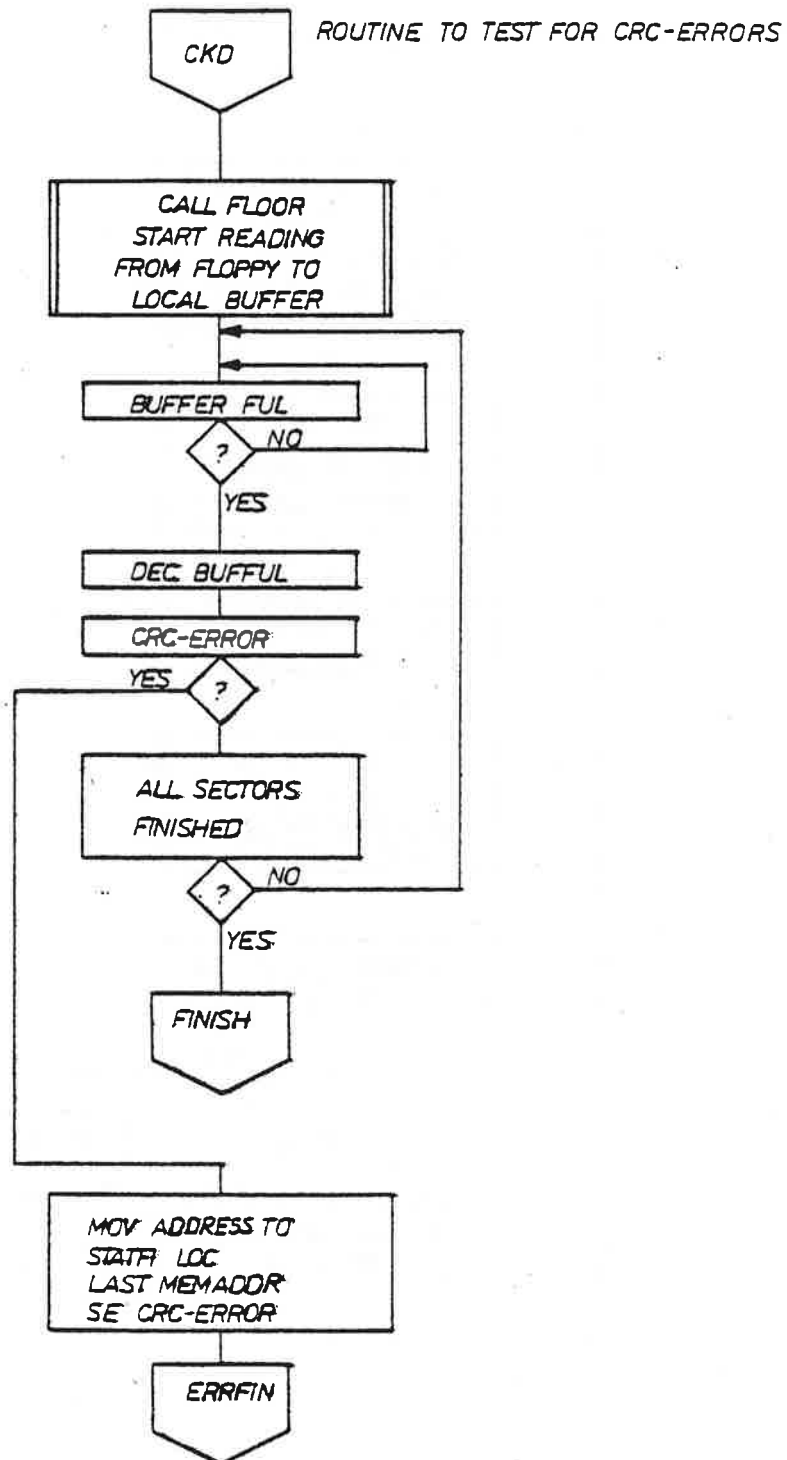 ROUTINE TO TEST FOR CRC-ERRORS
CKD
CALL FLOOR
START READING
FROM FLOPPY TO
LOCAL BUFFER
BUFFER FUL
?
NO
YES
DEC BUFFUL
CRC-ERROR
YES
?
ALL SECTORS
FINISHED
?
NO
YES
FINISH
MOV ADDRESS TO
LOC
LAST MEMADDR
SE CRC-ERROR
ERRFIN